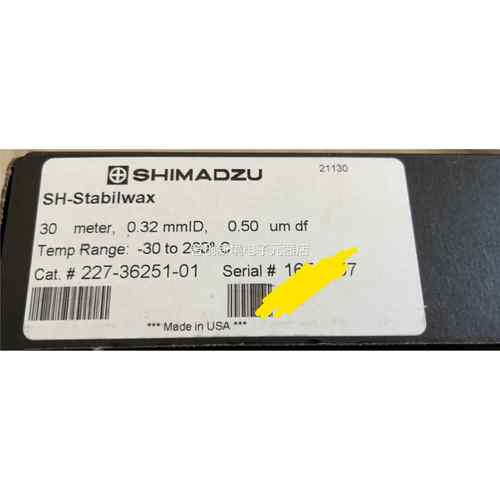 21130
SHIMADZU
SH-Stabilwax
30 meter, 0.32 mmID, 0.50 um df
Temp Range: -30 to
Cat. # 227-36251-01 Serial #
*** Made in USA ***